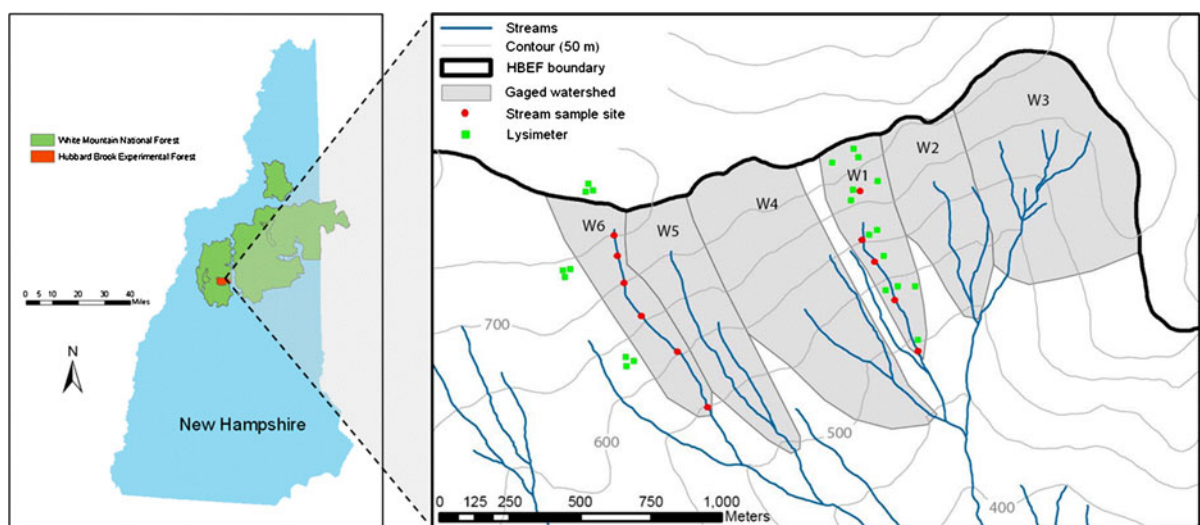 White Mountain National Forest
Hubbard Brook Experimental Forest
0 5 10 20 30 40
Miles
N
New Hampshire
Streams
Contour (50 m)
HBEF boundary
Gaged watershed
Stream sample site
Lysimeter
W3
W2
W1
W4
W6
W5
700
600
500
400
0 125 250 500 750 1,000
Meters